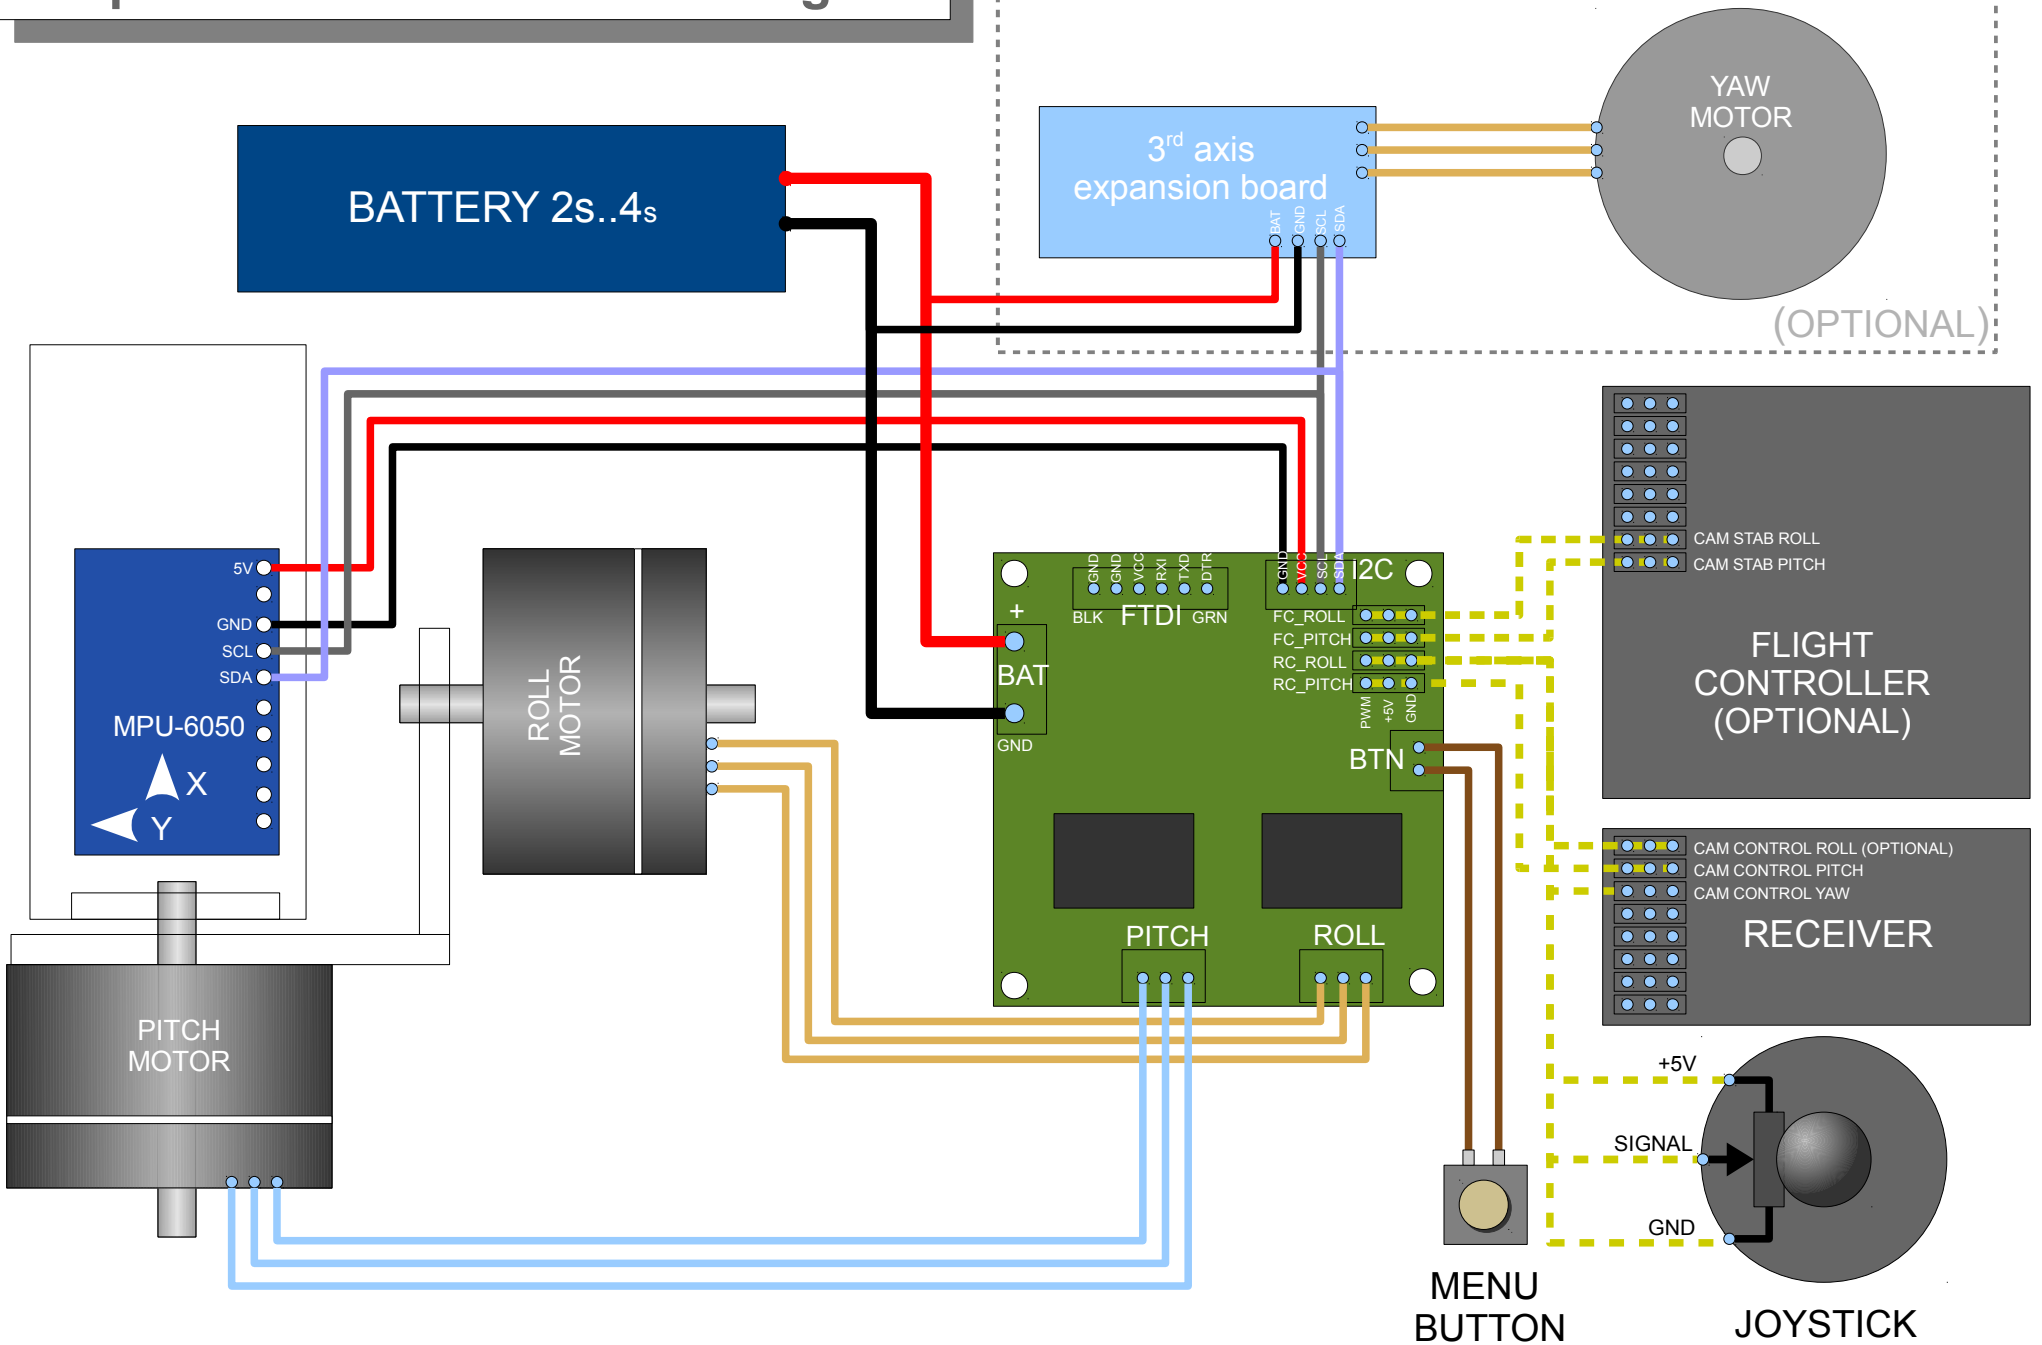 YAW
MOTOR
3rd axis
expansion board
BAT
GND
SCL
SDA
(OPTIONAL)
BATTERY 2s..4s
5V
GND
SCL
SDA
MPU-6050
X
Y
ROLL
MOTOR
PITCH
MOTOR
GND
GND
VCC
RXI
TXD
DTR
BLK
FTDI
GRN
GND
VCC
SCL
SDA
I2C
+
BAT
GND
FC_ROLL
FC_PITCH
RC_ROLL
RC_PITCH
PWM
+5V
GND
BTN
PITCH
ROLL
CAM STAB ROLL
CAM STAB PITCH
FLIGHT
CONTROLLER
(OPTIONAL)
CAM CONTROL ROLL (OPTIONAL)
CAM CONTROL PITCH
CAM CONTROL YAW
RECEIVER
+5V
SIGNAL
GND
MENU
BUTTON
JOYSTICK